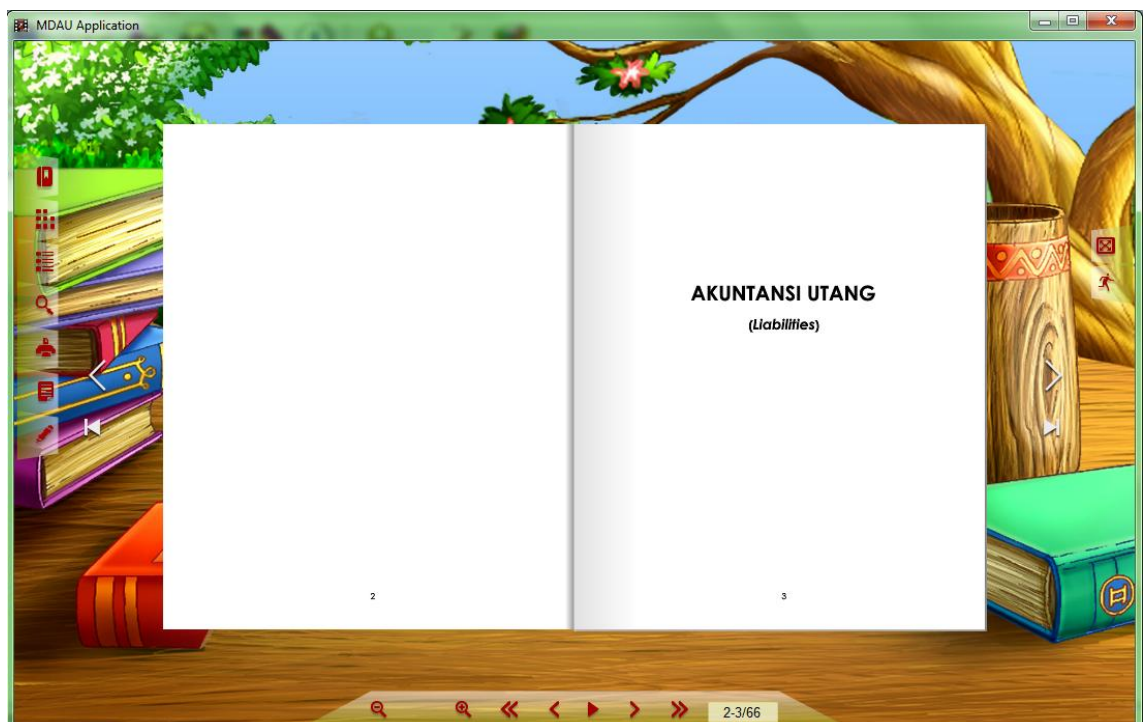 MDAU Application
AKUNTANSI UTANG
(Liabilities)
2
3
2-3/66